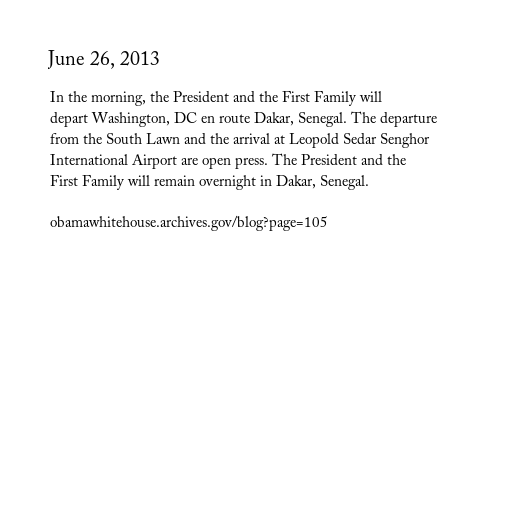 June 26, 2013
In the morning, the President and the First Family will
depart Washington, DC en route Dakar, Senegal. The departure
from the South Lawn and the arrival at Leopold Sedar Senghor
International Airport are open press. The President and the
First Family will remain overnight in Dakar, Senegal.
obamawhitehouse.archives.gov/blog?page=105